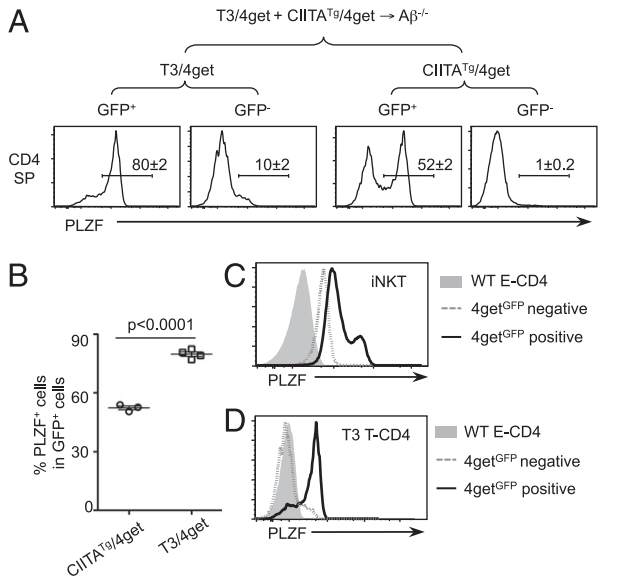 A
T3/4get + CIITATg/4get → Aβ-/-
T3/4get
CIITATg/4get
GFP+
GFP-
GFP+
GFP-
CD4
SP
80±2
10±2
52±2
1±0.2
PLZF
B
p<0.0001
90
60
30
0
% PLZF+ cells
in GFP+ cells
CIITATg/4get
T3/4get
C
iNKT
PLZF
WT E-CD4
4getGFP negative
4getGFP positive
D
T3 T-CD4
PLZF
WT E-CD4
4getGFP negative
4getGFP positive